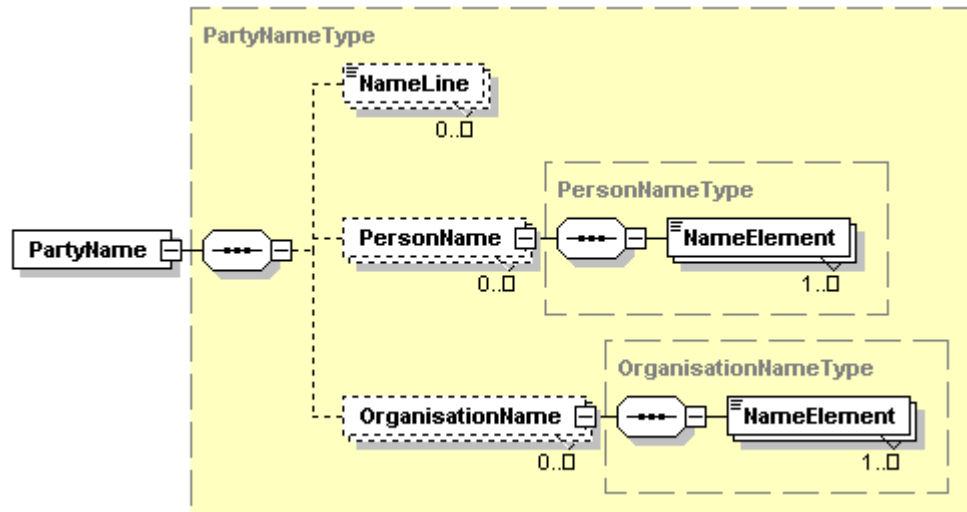 PartyNameType
NameLine
0..□
PersonNameType
PartyName
PersonName
NameElement
0..□
1..□
OrganisationNameType
OrganisationName
NameElement
0..□
1..□